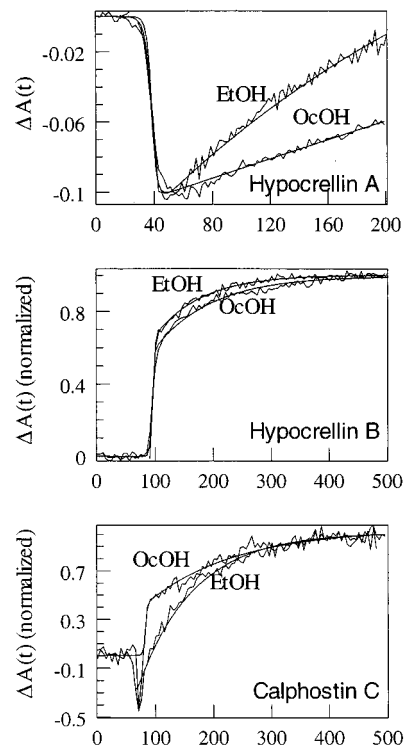 ΔA(t)
-0.02
-0.06
-0.1
EtOH
OcOH
Hypocrellin A
0 40 80 120 160 200
ΔA(t) (normalized)
0.8
0.4
0
EtOH
OcOH
Hypocrellin B
0 100 200 300 400 500
ΔA(t) (normalized)
0.7
0.3
-0.1
-0.5
OcOH
EtOH
Calphostin C
0 100 200 300 400 500